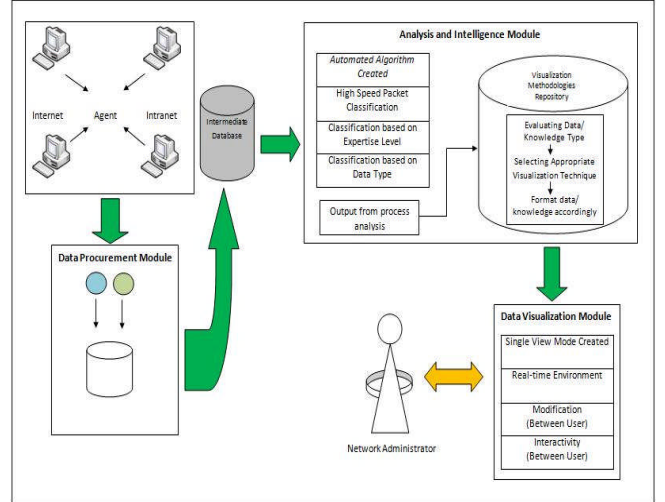 Internet
Agent
Intranet
Data Procurement Module
Intermediate
Database
Analysis and Intelligence Module
Automated Algorithm
Created
High Speed Packet
Classification
Classification based on
Expertise Level
Classification based on
Data Type
Output from process
analysis
Visualization
Methodologies
Repository
Evaluating Data/
Knowledge Type
Selecting Appropriate
Visualization Technique
Format data/
knowledge accordingly
Data Visualization Module
Single View Mode Created
Real-time Environment
Modification
(Between User)
Interactivity
(Between User)
Network Administrator